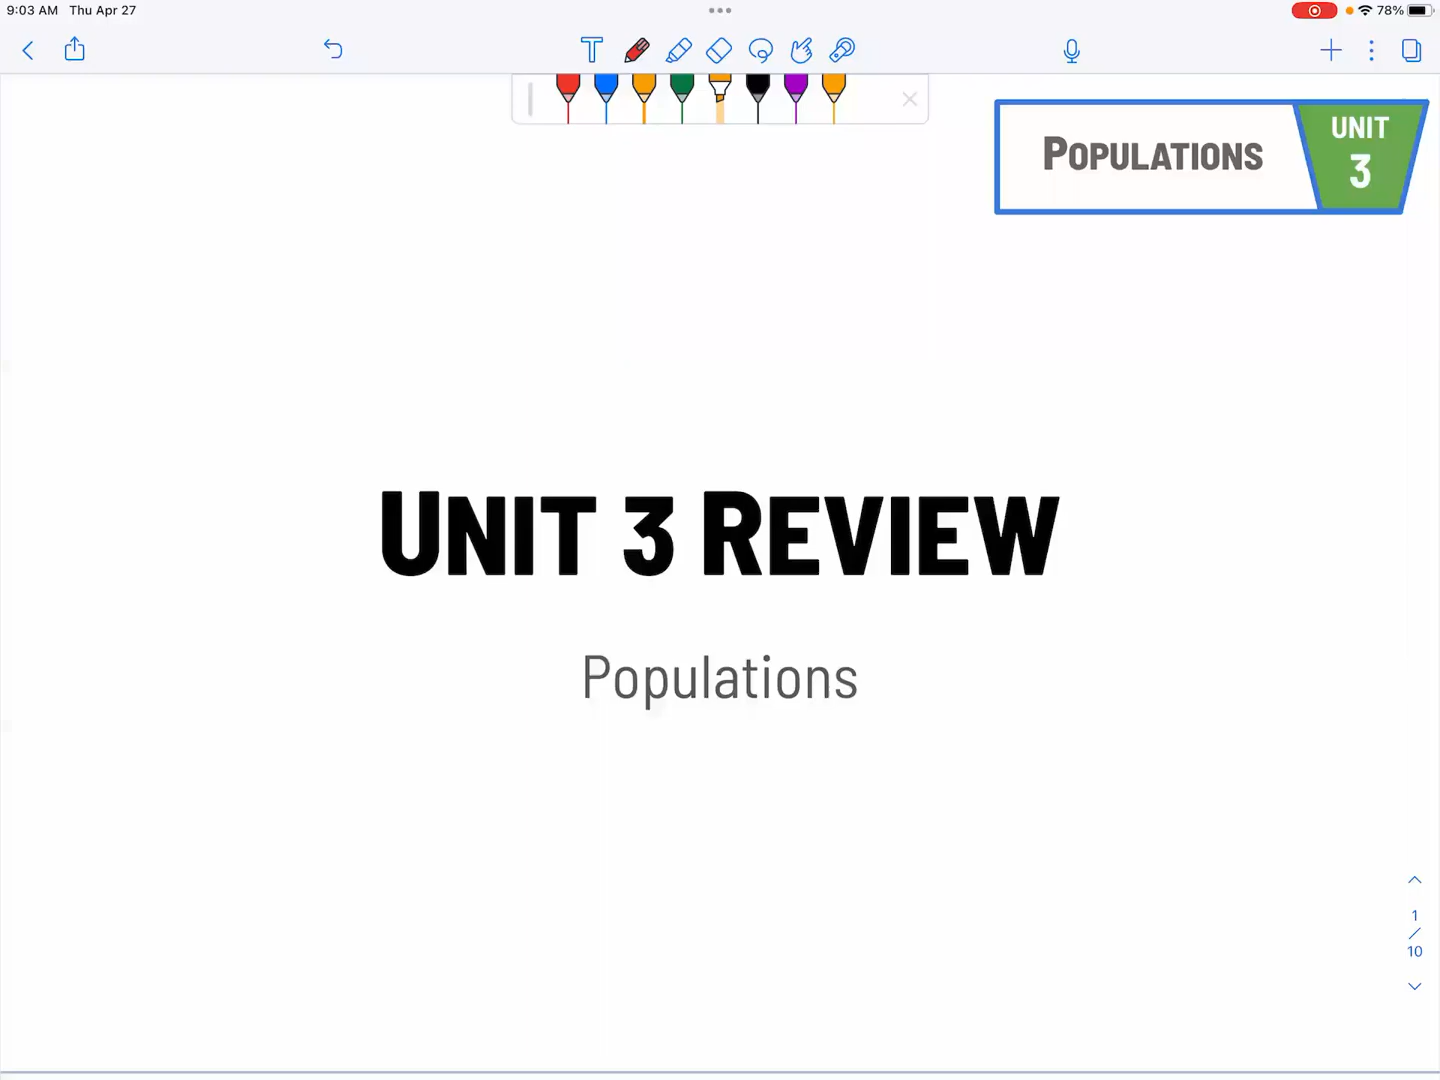 9:03 AM Thu Apr 27
78%
T
POPULATIONS
UNIT
3
UNIT 3 REVIEW
Populations
1
/
10